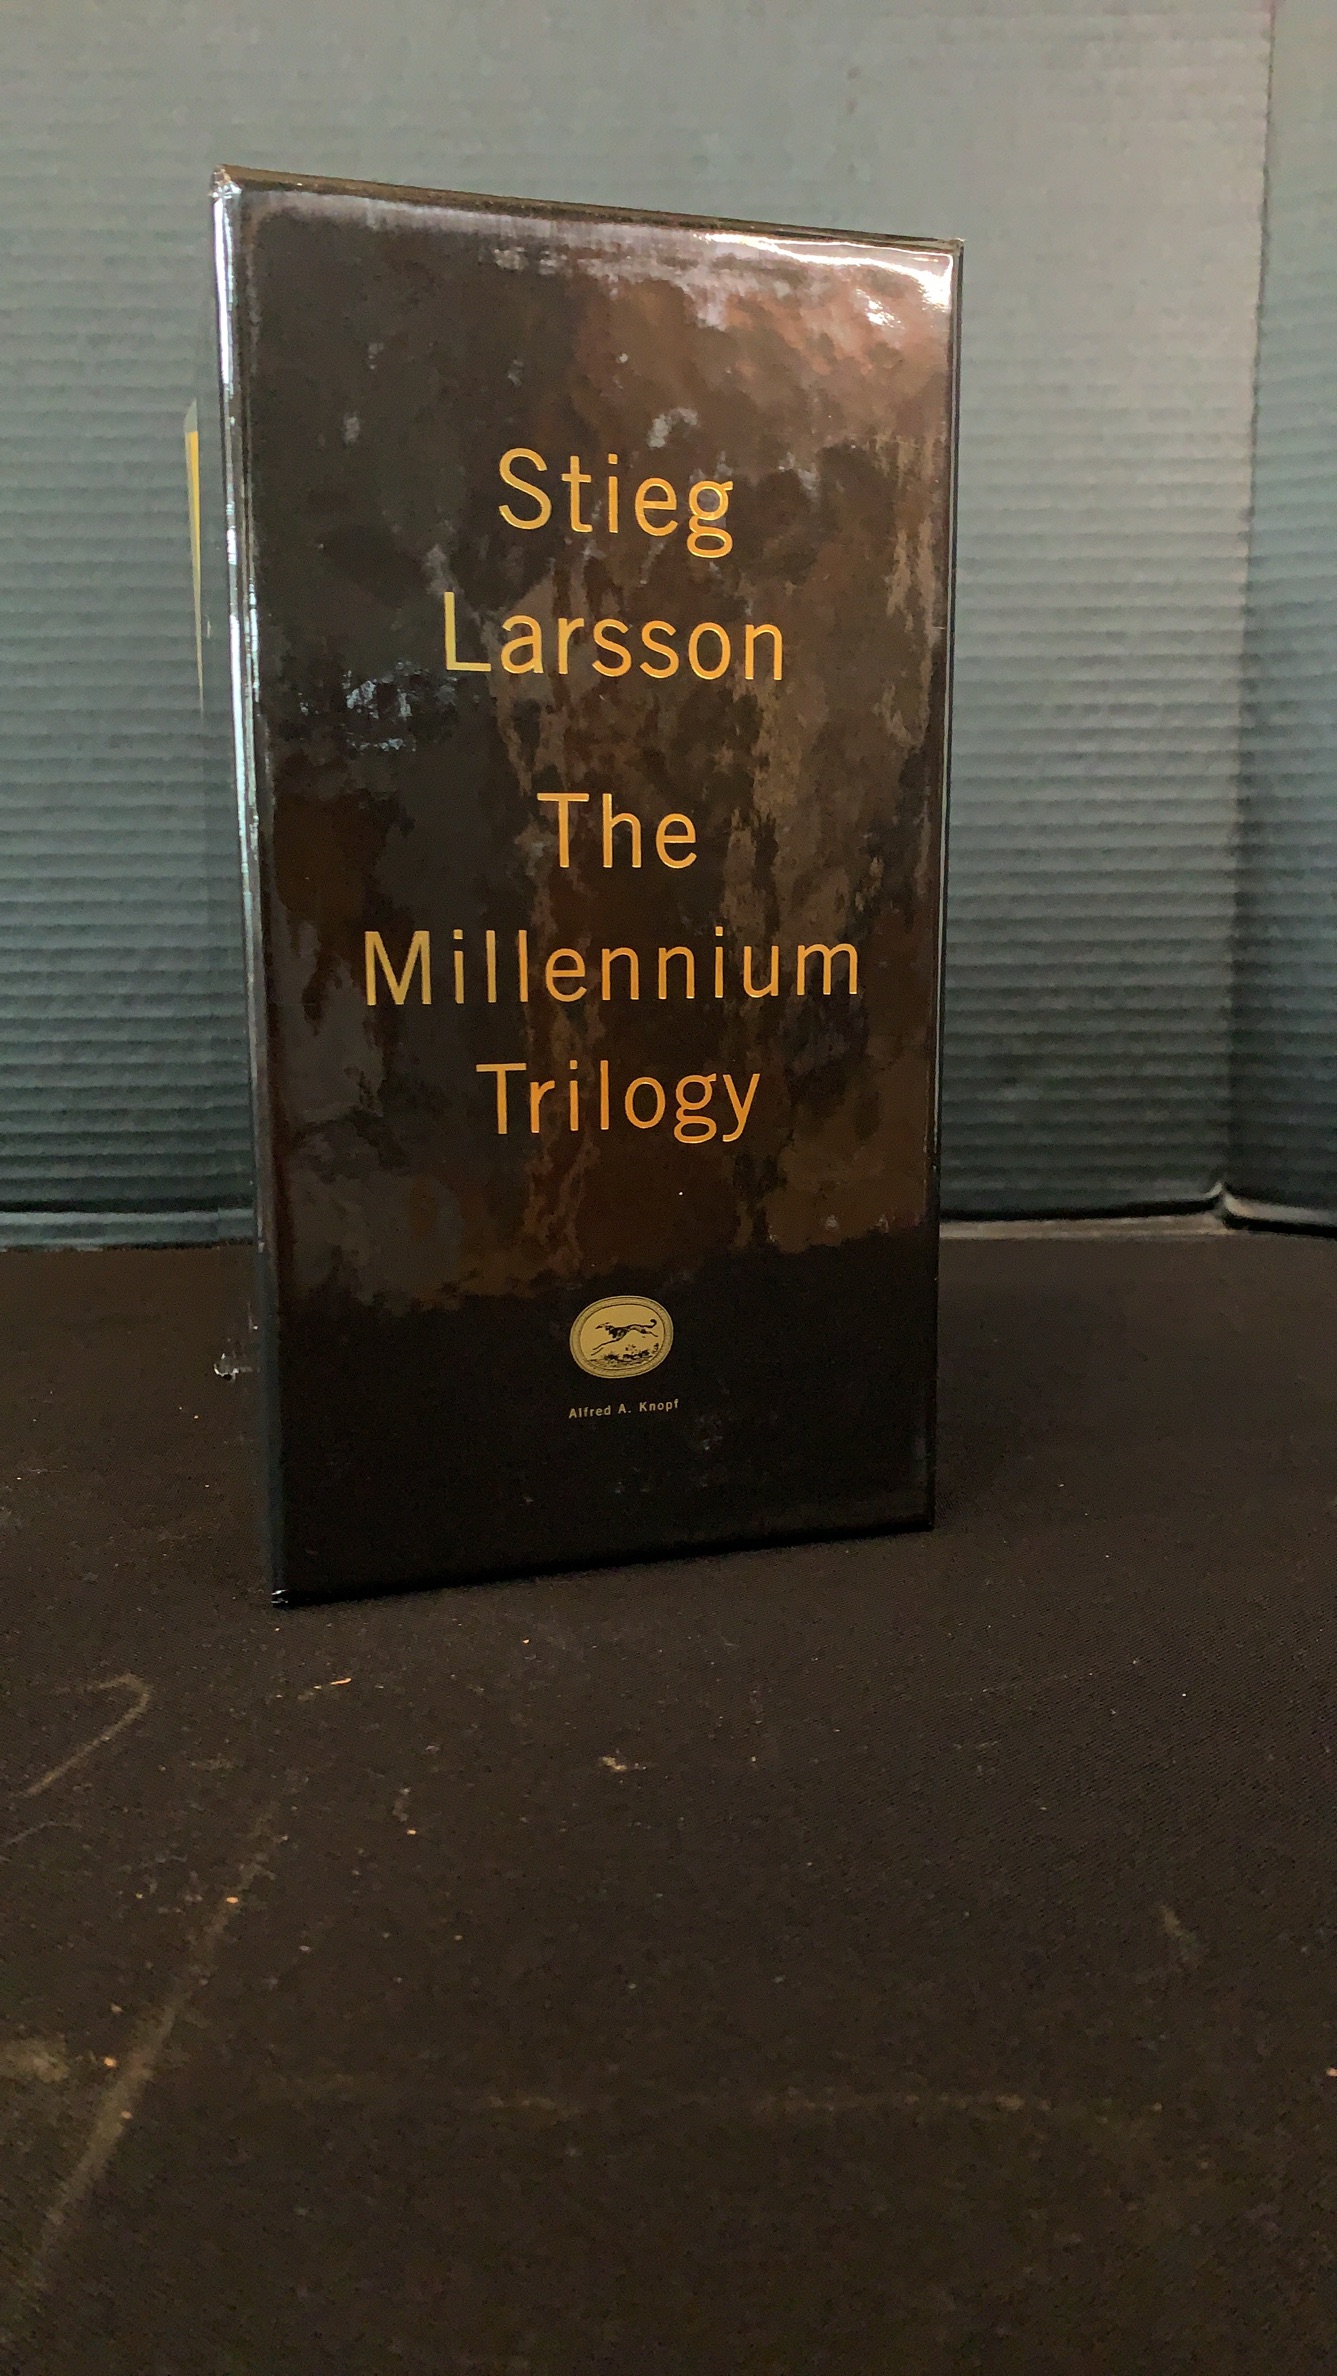 Stieg
Larsson
The
Millennium
Trilogy
Alfred A. Knopf